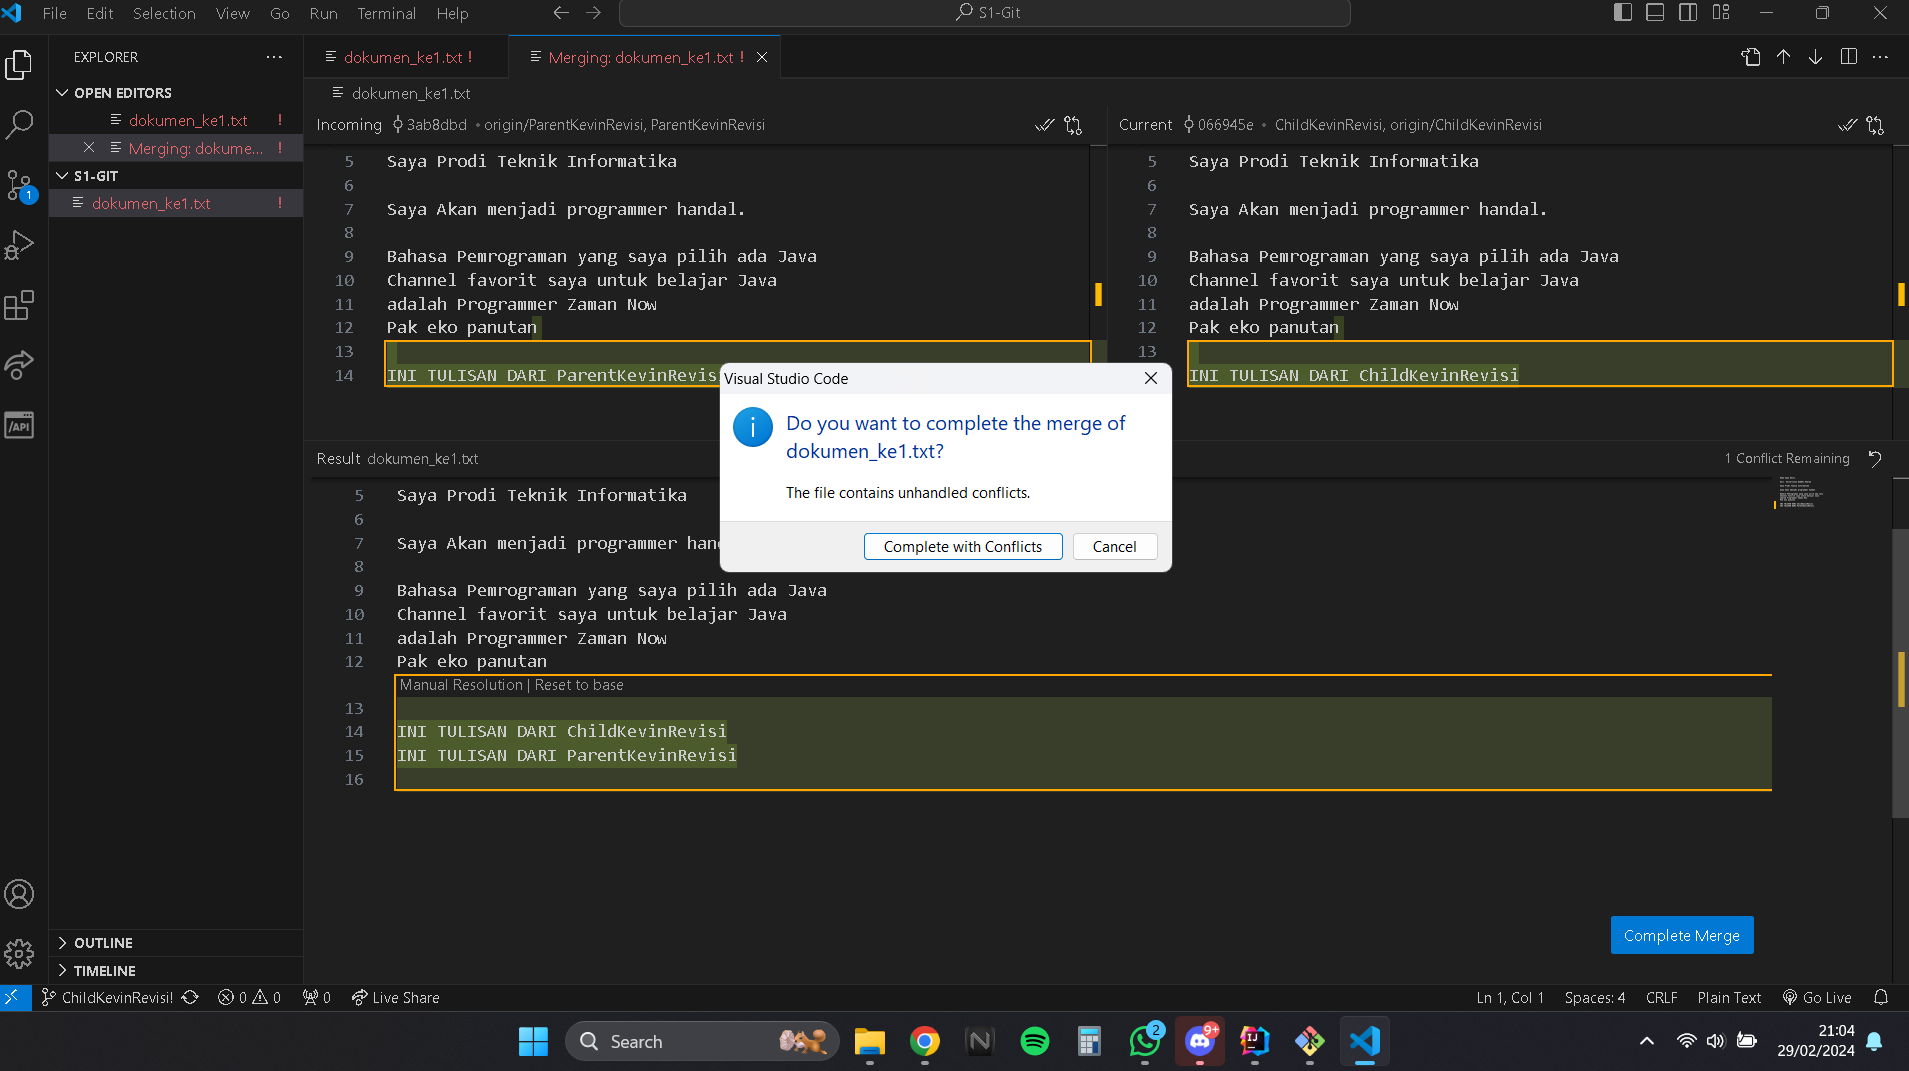 File Edit Selection View Go Run Terminal Help
S1-Git
EXPLORER
OPEN EDITORS
dokumen_ke1.txt !
Merging: dokume... !
S1-GIT
dokumen_ke1.txt !
OUTLINE
TIMELINE
1
/API
dokumen_ke1.txt ! Merging: dokumen_ke1.txt !
dokumen_ke1.txt
Incoming 3ab8dbd • origin/ParentKevinRevisi, ParentKevinRevisi
5 Saya Prodi Teknik Informatika
6
7 Saya Akan menjadi programmer handal.
8
9 Bahasa Pemrograman yang saya pilih ada Java
10 Channel favorit saya untuk belajar Java
11 adalah Programmer Zaman Now
12 Pak eko panutan
13
14 INI TULISAN DARI ParentKevinRevis
Current 066945e • ChildKevinRevisi, origin/ChildKevinRevisi
5 Saya Prodi Teknik Informatika
6
7 Saya Akan menjadi programmer handal.
8
9 Bahasa Pemrograman yang saya pilih ada Java
10 Channel favorit saya untuk belajar Java
11 adalah Programmer Zaman Now
12 Pak eko panutan
13
INI TULISAN DARI ChildKevinRevisi
Visual Studio Code
Do you want to complete the merge of
dokumen_ke1.txt?
The file contains unhandled conflicts.
Complete with Conflicts Cancel
Result dokumen_ke1.txt
1 Conflict Remaining
5 Saya Prodi Teknik Informatika
6
7 Saya Akan menjadi programmer han
8
9 Bahasa Pemrograman yang saya pilih ada Java
10 Channel favorit saya untuk belajar Java
11 adalah Programmer Zaman Now
12 Pak eko panutan
Manual Resolution | Reset to base
13
14 INI TULISAN DARI ChildKevinRevisi
15 INI TULISAN DARI ParentKevinRevisi
16
Complete Merge
ChildKevinRevisi! 0 0 0 Live Share
Ln 1, Col 1 Spaces: 4 CRLF Plain Text Go Live
Search
2
9+
21:04
29/02/2024